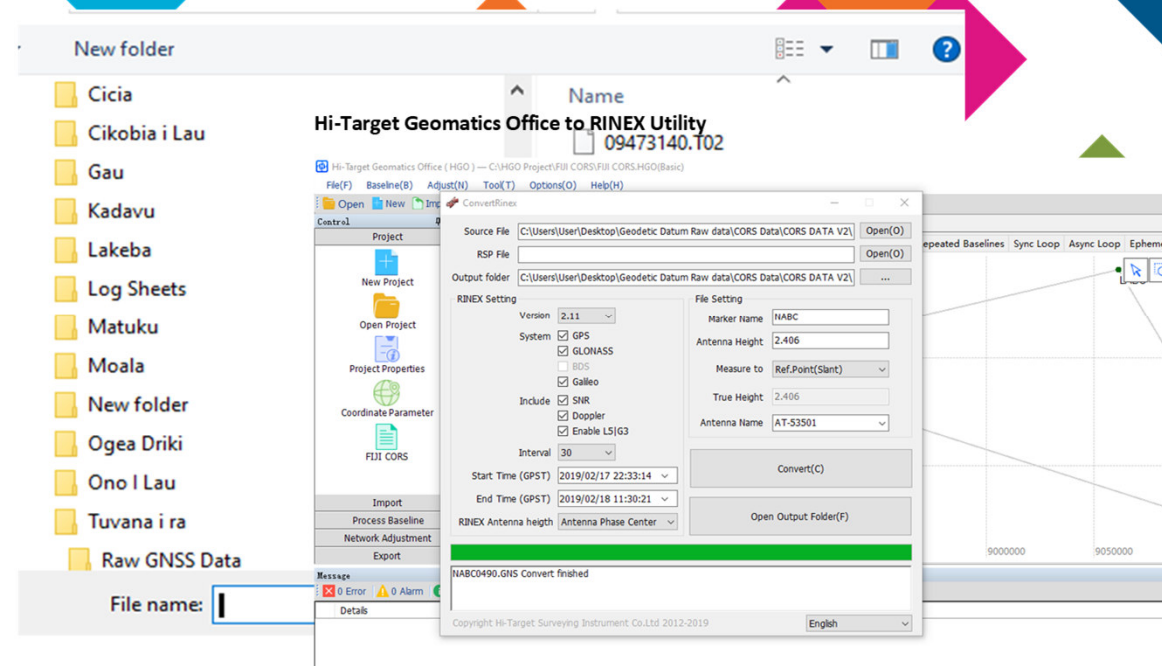 New folder
Cicia
Cikobia i Lau
Gau
Kadavu
Lakeba
Log Sheets
Matuku
Moala
New folder
Ogea Driki
Ono I Lau
Tuvana i ra
Raw GNSS Data
File name:
Name
09473140.T02
Hi-Target Geomatics Office to RINEX Utility
Hi-Target Geomatics Office ( HGO ) — C:\HGO Project\FIJI CORS\FIJI CORS.HGO(Basic)
File(F) Baseline(B) Adjust(N) Tool(T) Options(O) Help(H)
Open New Imp
Control
Project
New Project
Open Project
Project Properties
Coordinate Parameter
FIJI CORS
Import
Process Baseline
Network Adjustment
Export
Message
0 Error 0 Alarm
Details
ConvertRinex
Source File C:\Users\User\Desktop\Geodetic Datum Raw data\CORS Data\CORS DATA V2\ Open(O)
RSP File Open(O)
Output folder C:\Users\User\Desktop\Geodetic Datum Raw data\CORS Data\CORS DATA V2\ ...
RINEX Setting
Version 2.11
System GPS
GLONASS
BDS
Galileo
Include SNR
Doppler
Enable L5|G3
Interval 30
Start Time (GPST) 2019/02/17 22:33:14
End Time (GPST) 2019/02/18 11:30:21
RINEX Antenna heigth Antenna Phase Center
File Setting
Marker Name NABC
Antenna Height 2.406
Measure to Ref.Point(Slant)
True Height 2.406
Antenna Name AT-53501
Convert(C)
Open Output Folder(F)
NABC0490.GNS Convert finished
Copyright Hi-Target Surveying Instrument Co.Ltd 2012-2019 English
epeated Baselines Sync Loop Async Loop Ephem
9000000 9050000